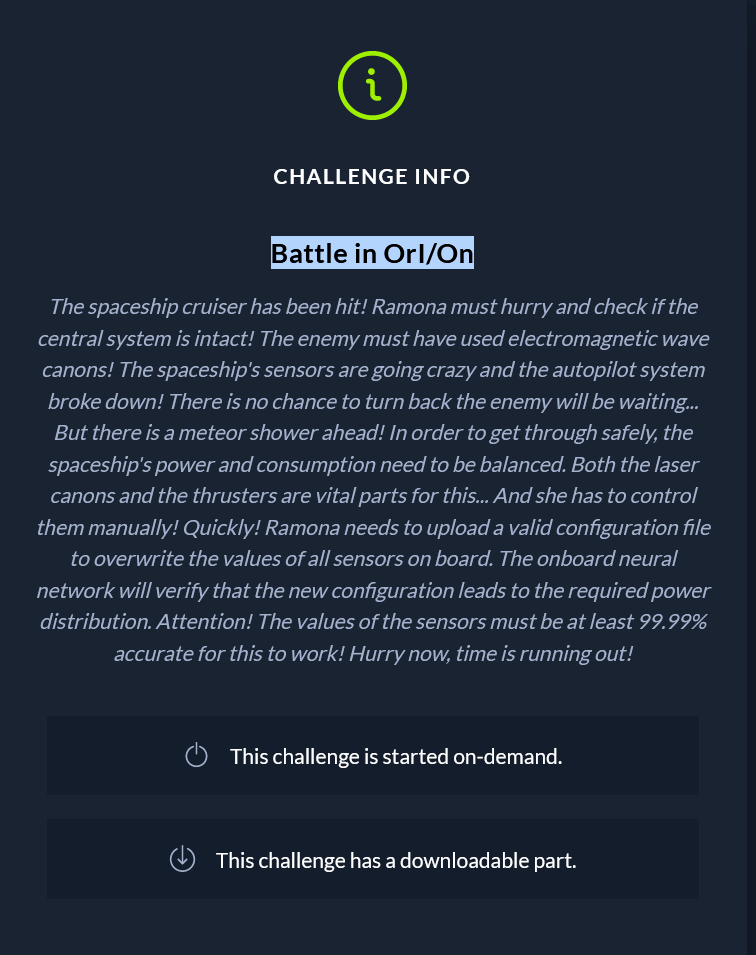 CHALLENGE INFO
Battle in OrI/On
The spaceship cruiser has been hit! Ramona must hurry and check if the
central system is intact! The enemy must have used electromagnetic wave
canons! The spaceship's sensors are going crazy and the autopilot system
broke down! There is no chance to turn back the enemy will be waiting...
But there is a meteor shower ahead! In order to get through safely, the
spaceship's power and consumption need to be balanced. Both the laser
canons and the thrusters are vital parts for this... And she has to control
them manually! Quickly! Ramona needs to upload a valid configuration file
to overwrite the values of all sensors on board. The onboard neural
network will verify that the new configuration leads to the required power
distribution. Attention! The values of the sensors must be at least 99.99%
accurate for this to work! Hurry now, time is running out!
This challenge is started on-demand.
This challenge has a downloadable part.